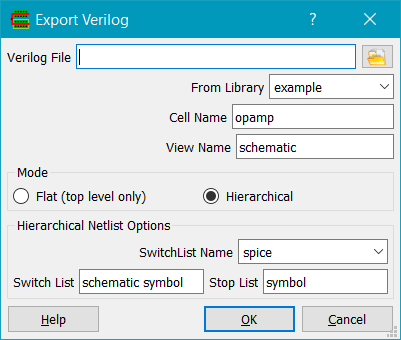 Export Verilog
Verilog File
From Library example
Cell Name opamp
View Name schematic
Mode
Flat (top level only) Hierarchical
Hierarchical Netlist Options
SwitchList Name spice
Switch List schematic symbol Stop List symbol
Help OK Cancel